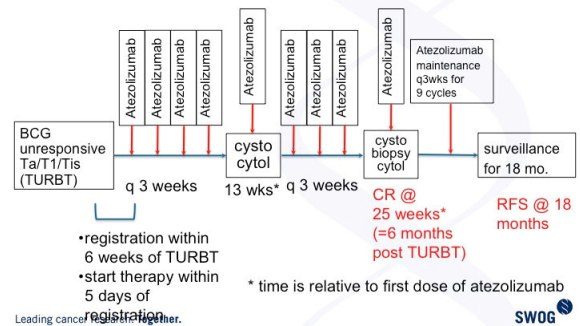 Atezolizumab
Atezolizumab
Atezolizumab
Atezolizumab
Atezolizumab
Atezolizumab
Atezolizumab
Atezolizumab
Atezolizumab
Atezolizumab
maintenance
q3wks for
9 cycles
BCG
unresponsive
Ta/T1/Tis
(TURBT)
q 3 weeks
cysto
cytol
13 wks*
q 3 weeks
cysto
biopsy
cytol
CR @
25 weeks*
(=6 months
post TURBT)
surveillance
for 18 mo.
RFS @ 18
months
•registration within
6 weeks of TURBT
•start therapy within
5 days of
registration
* time is relative to first dose of atezolizumab
Leading cancer research. Together.
SWOG